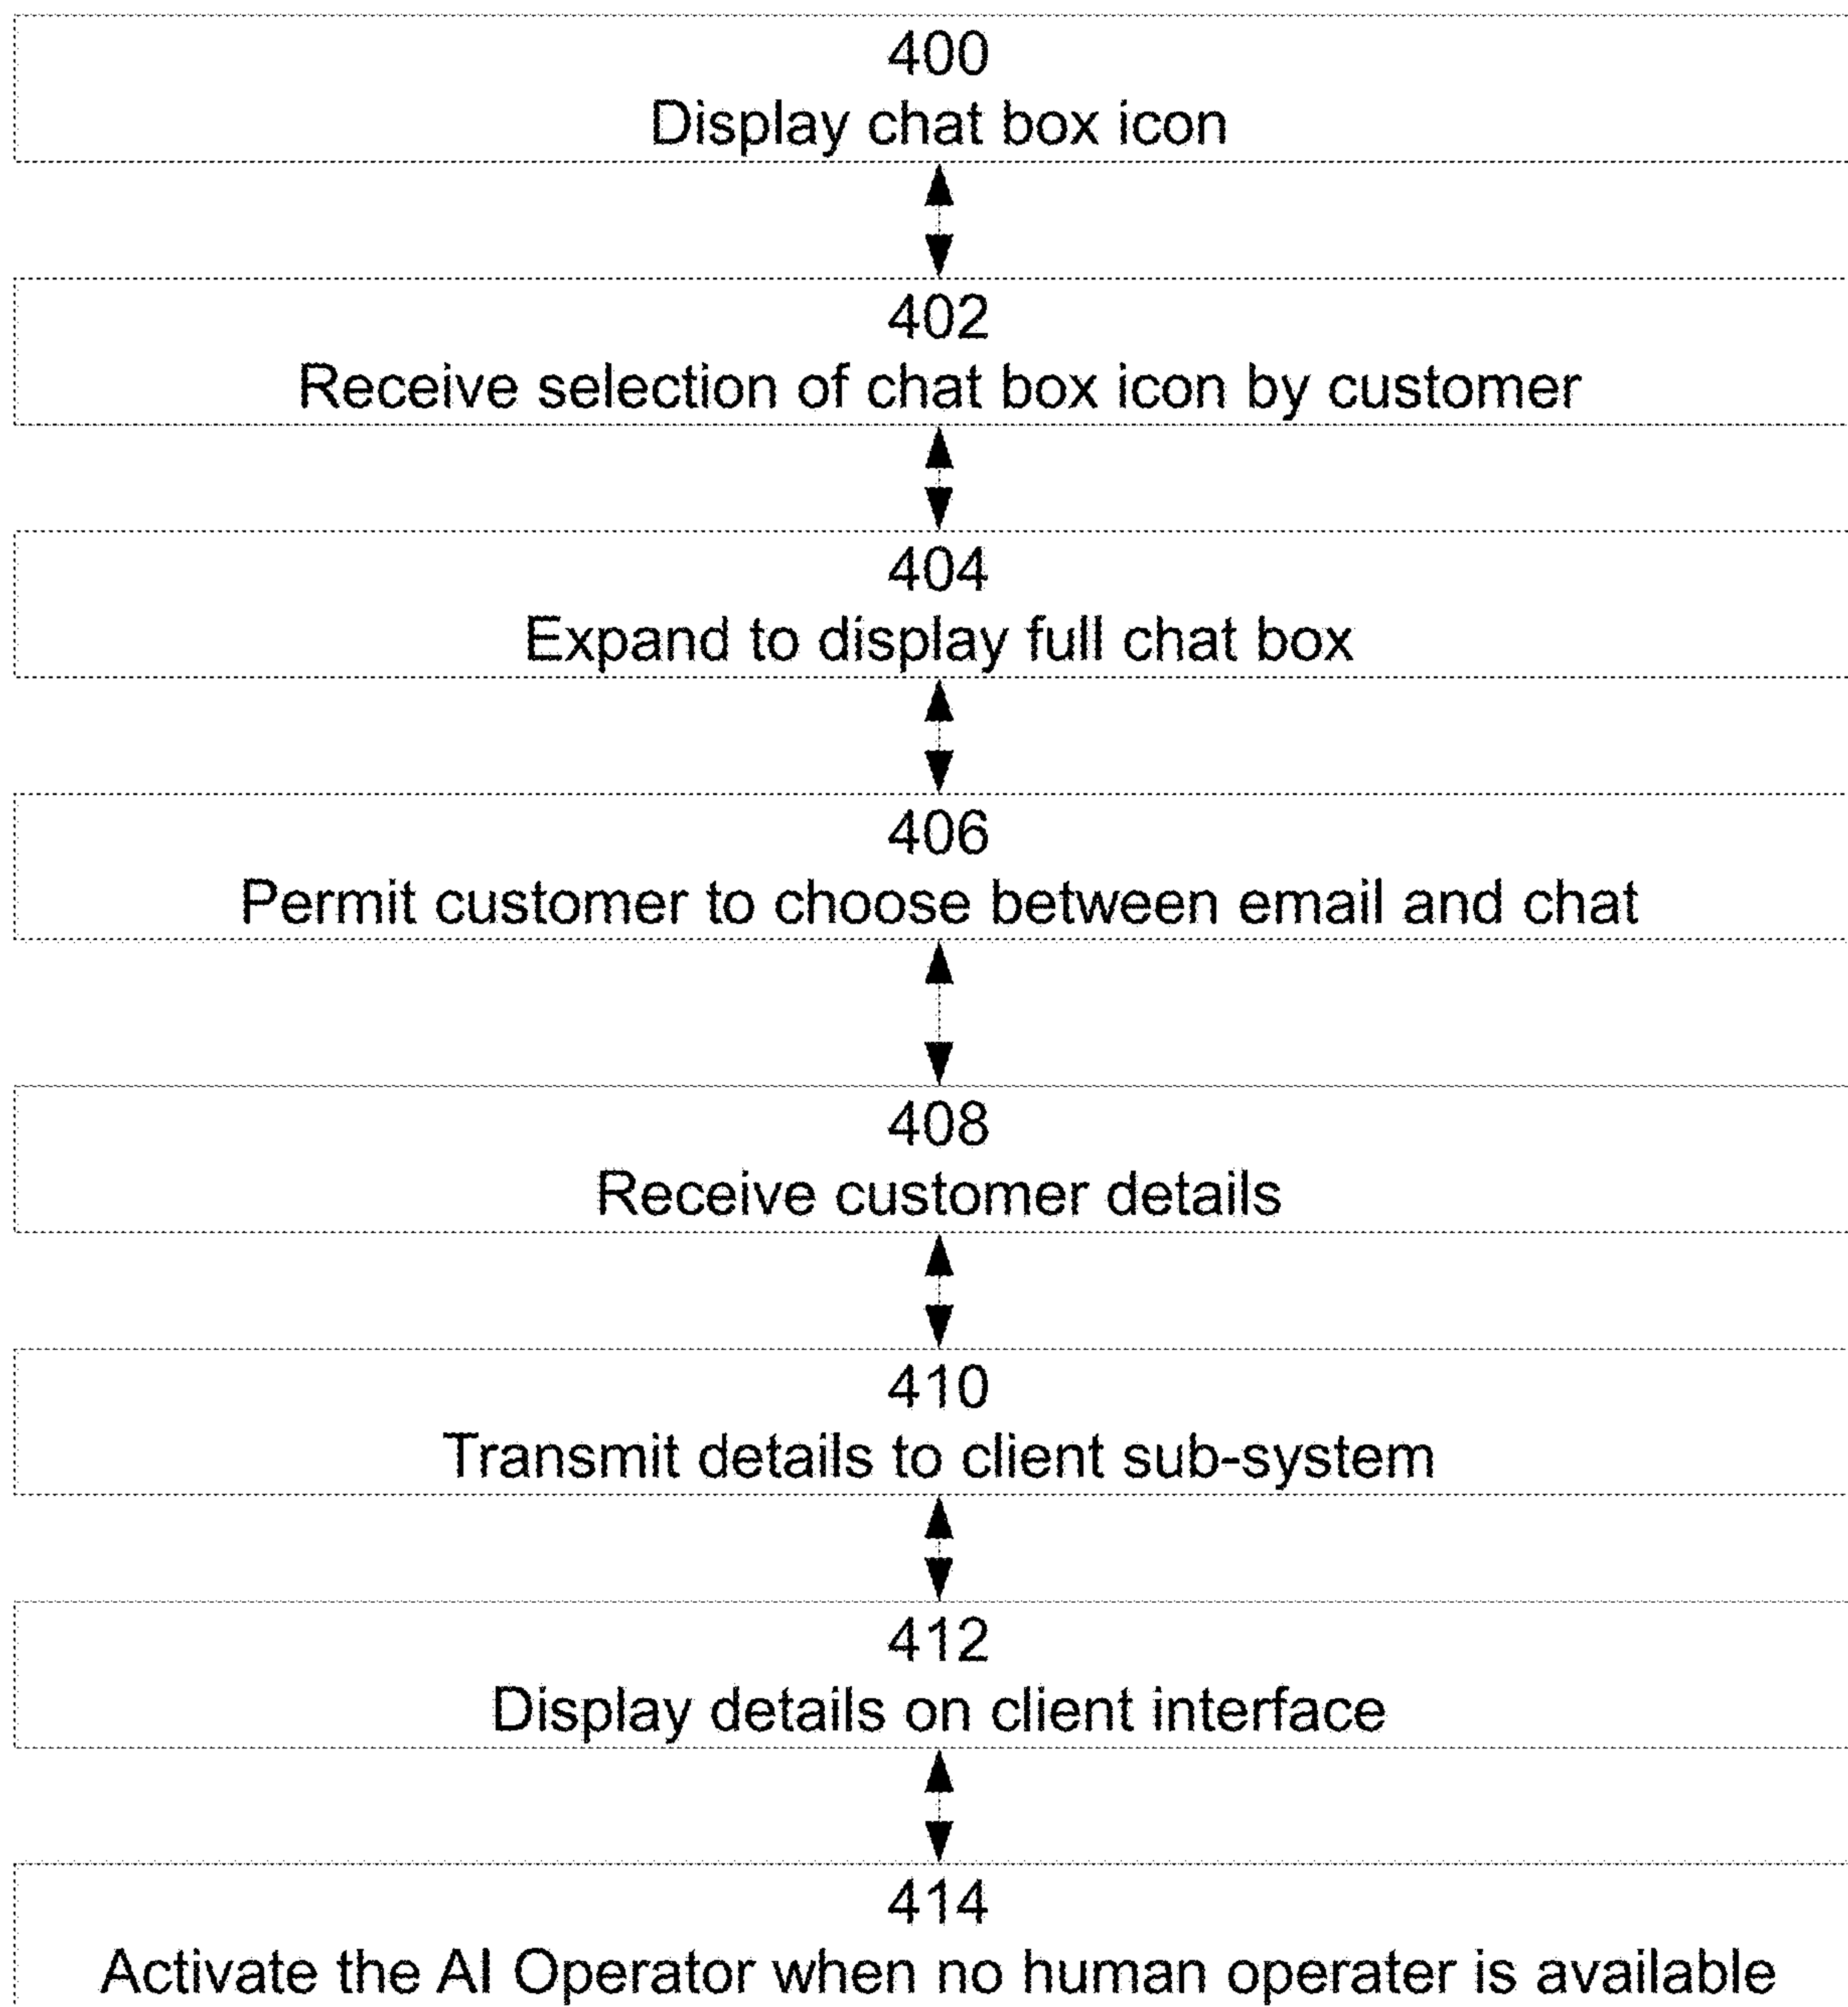 400
Display chat box icon
402
Receive selection of chat box icon by customer
404
Expand to display full chat box
406
Permit customer to choose between email and chat
408
Receive customer details
410
Transmit details to client sub-system
412
Display details on client interface
414
Activate the AI Operator when no human operater is available